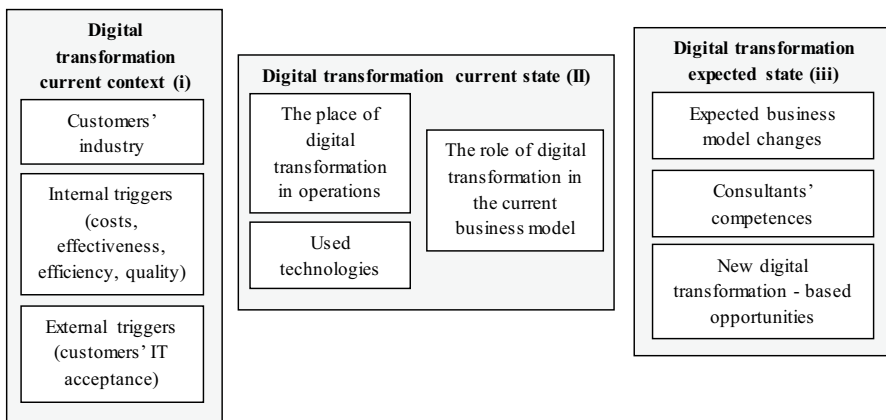 Digital
transformation
current context (i)
Customers’
industry
Internal triggers
(costs,
effectiveness,
efficiency, quality)
External triggers
(customers’ IT
acceptance)
Digital transformation current state (II)
The place of
digital
transformation
in operations
Used
technologies
The role of digital
transformation in
the current
business model
Digital transformation
expected state (iii)
Expected business
model changes
Consultants’
competences
New digital
transformation - based
opportunities